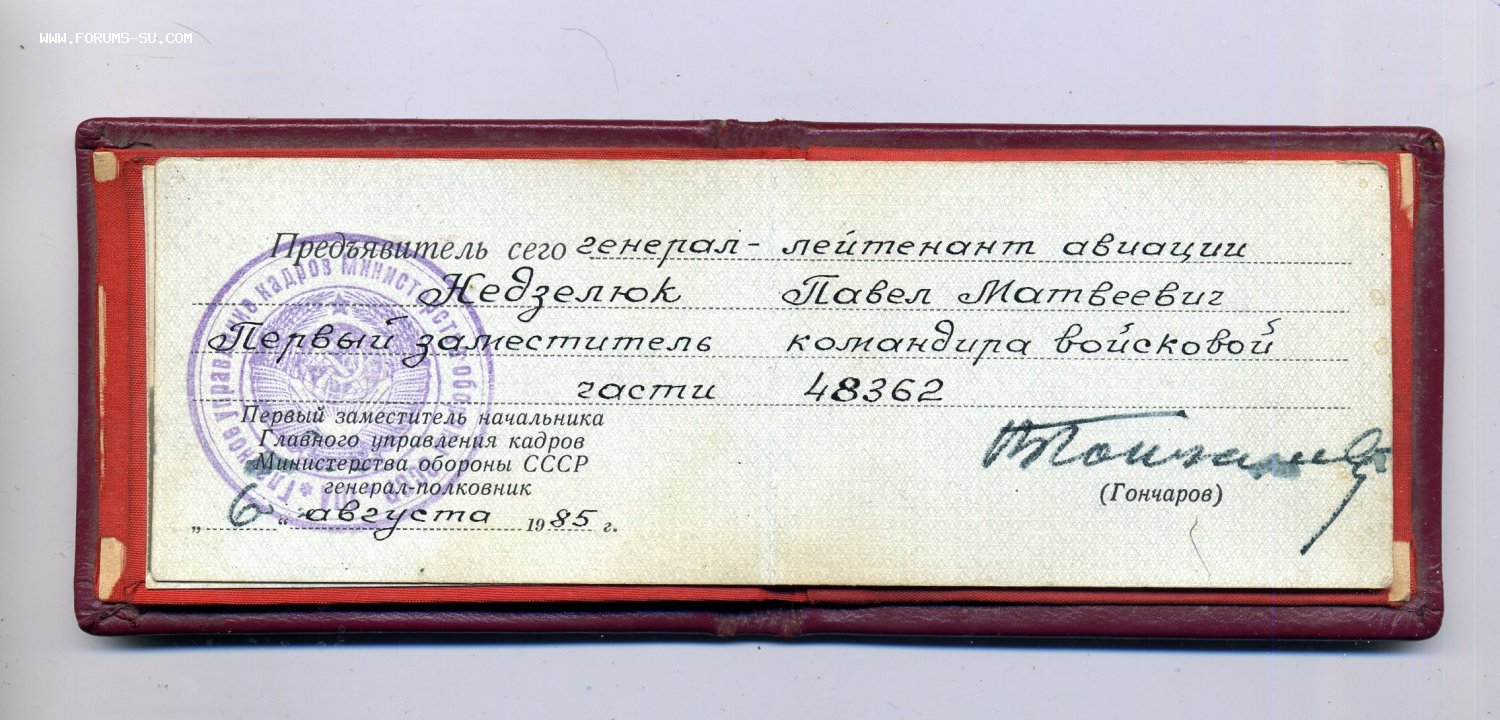 WWW.FORUMS-SU.COM
Предъявитель сего генерал-лейтенант авиации
Недзелюк Павел Матвеевич
Первый заместитель командира войсковой
части 48362
Первый заместитель начальника
Главного управления кадров
Министерства обороны СССР
генерал-полковник
(Гончаров)
„6“ августа 1985 г.